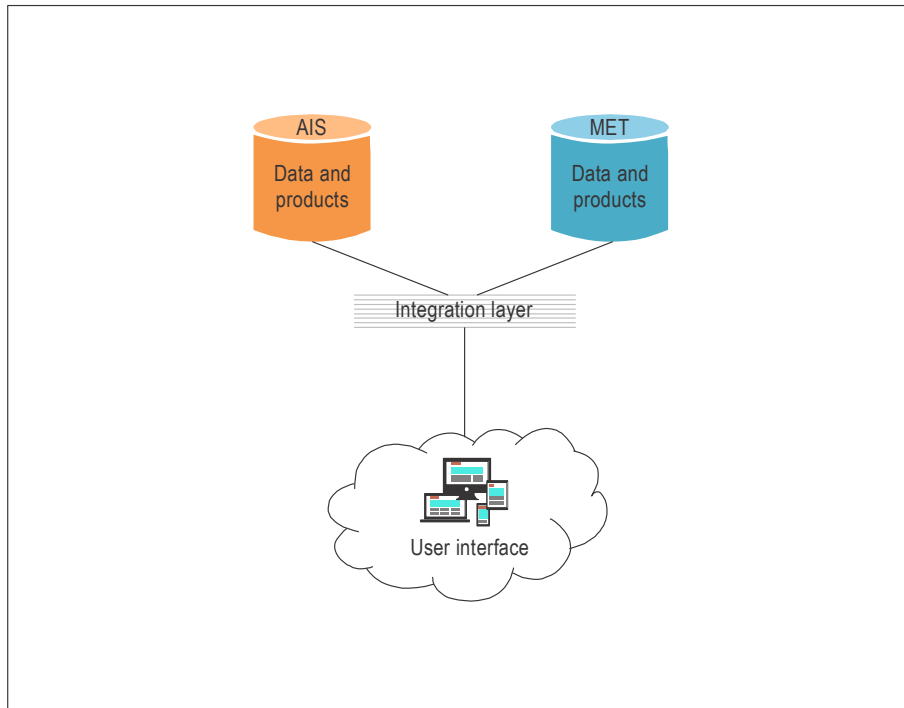 AIS
Data and
products
MET
Data and
products
Integration layer
User interface